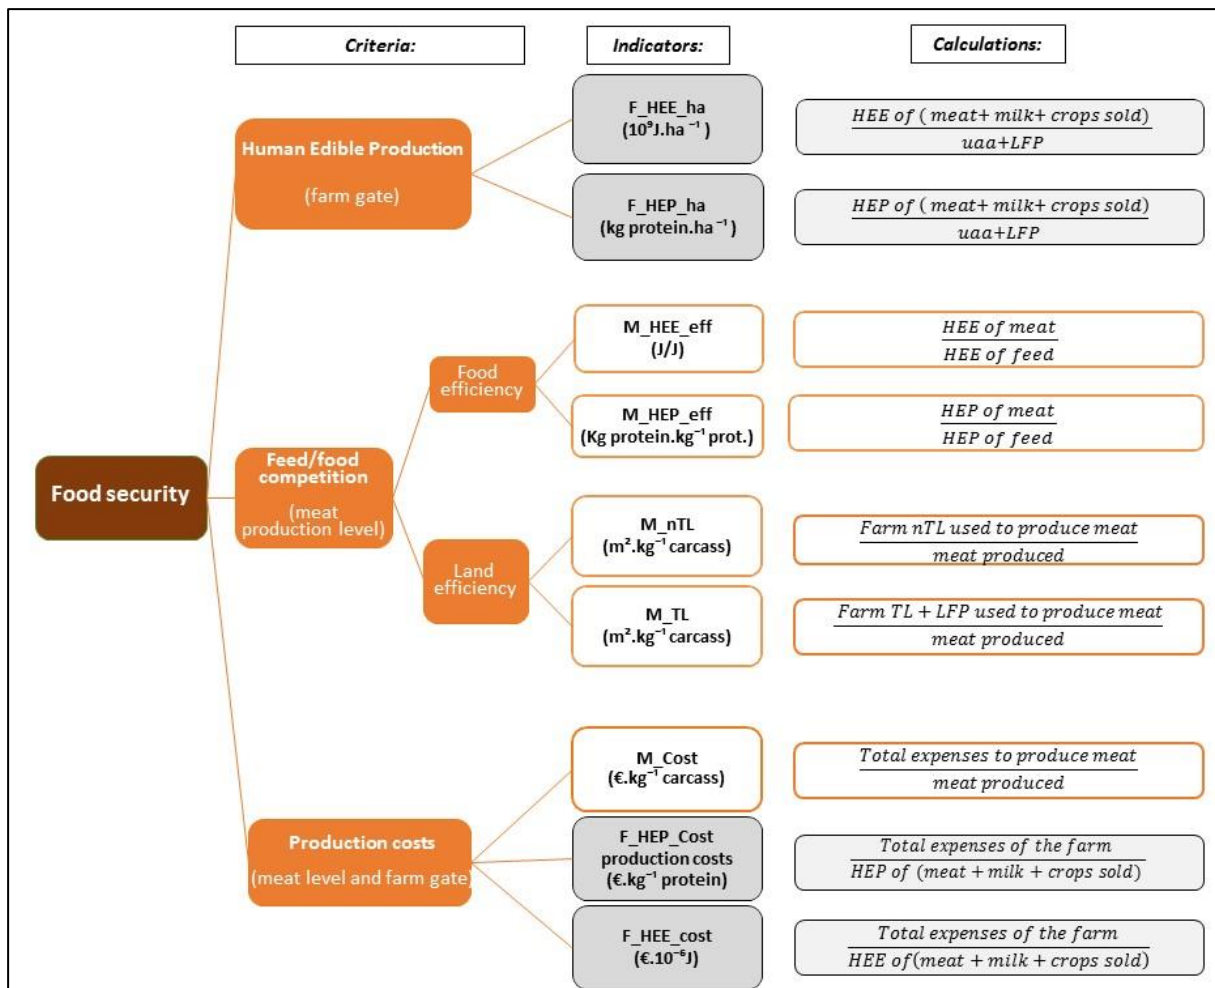 Criteria:
Indicators:
Calculations:
Food security
Human Edible Production
(farm gate)
F_HEE_ha
(10⁹J.ha⁻¹ )
HEE of ( meat+ milk+ crops sold)
uaa+LFP
F_HEP_ha
(kg protein.ha⁻¹)
HEP of ( meat+ milk+ crops sold)
uaa+LFP
Feed/food
competition
(meat
production level)
Food
efficiency
M_HEE_eff
(J/J)
HEE of meat
HEE of feed
M_HEP_eff
(Kg protein.kg⁻¹ prot.)
HEP of meat
HEP of feed
Land
efficiency
M_nTL
(m².kg⁻¹ carcass)
Farm nTL used to produce meat
meat produced
M_TL
(m².kg⁻¹ carcass)
Farm TL + LFP used to produce meat
meat produced
Production costs
(meat level and farm gate)
M_Cost
(€.kg⁻¹ carcass)
Total expenses to produce meat
meat produced
F_HEP_Cost
production costs
(€.kg⁻¹ protein)
Total expenses of the farm
HEP of (meat + milk + crops sold)
F_HEE_cost
(€.10⁻⁶J)
Total expenses of the farm
HEE of(meat + milk + crops sold)